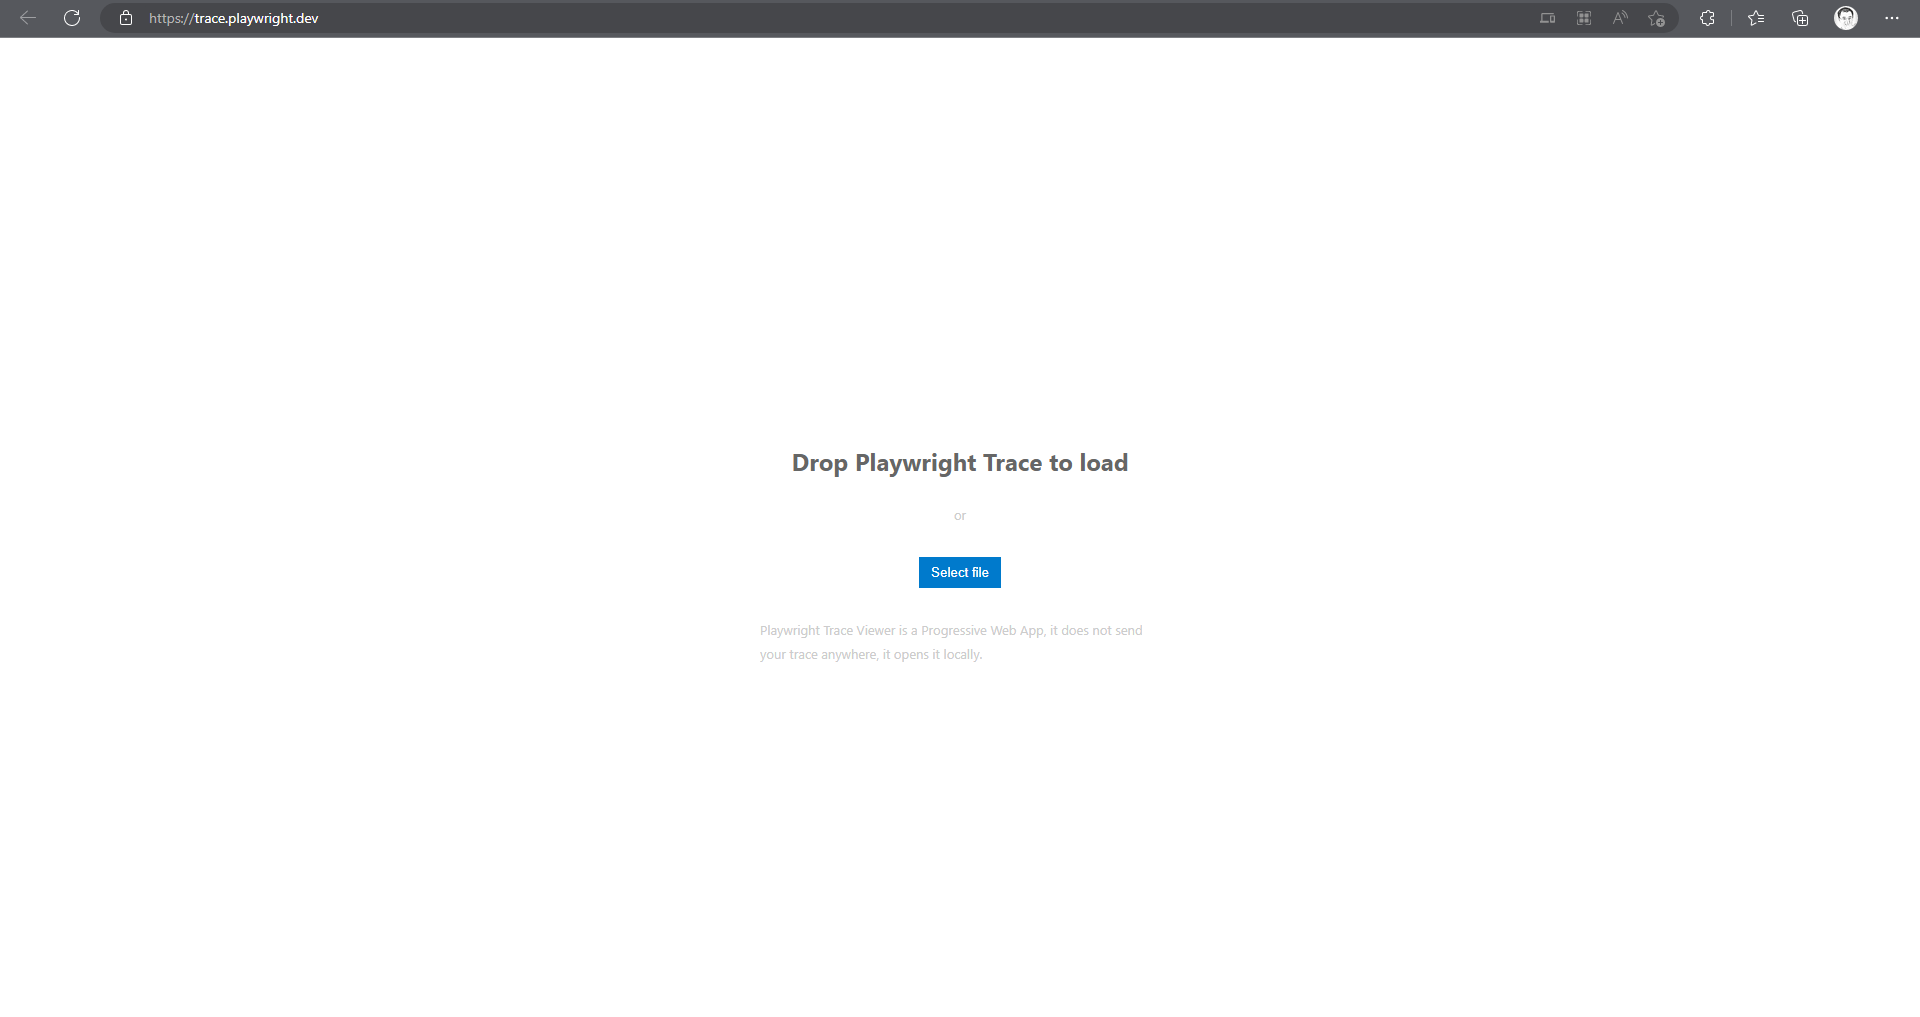 https://trace.playwright.dev
Drop Playwright Trace to load
or
Select file
Playwright Trace Viewer is a Progressive Web App, it does not send
your trace anywhere, it opens it locally.